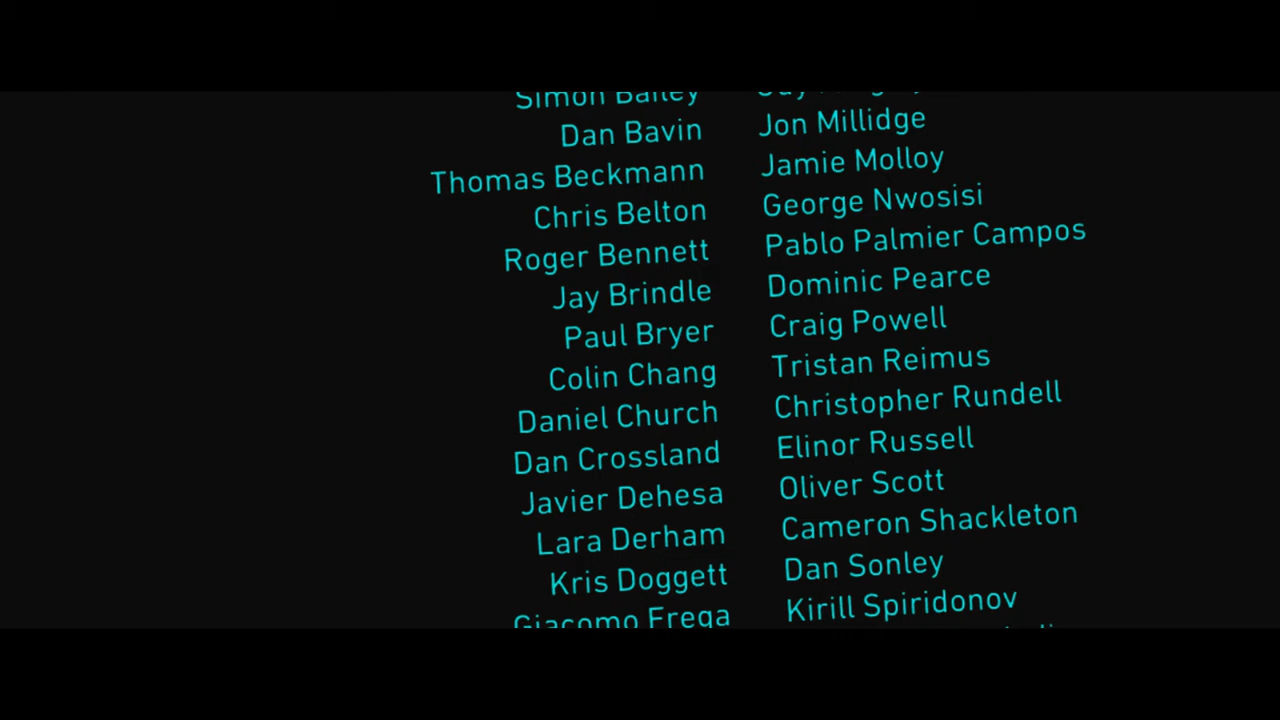 Simon Bailey
Dan Bavin
Thomas Beckmann
Chris Belton
Roger Bennett
Jay Brindle
Paul Bryer
Colin Chang
Daniel Church
Dan Crossland
Javier Dehesa
Lara Derham
Kris Doggett
Giacomo Frega
Jon Millidge
Jamie Molloy
George Nwosisi
Pablo Palmier Campos
Dominic Pearce
Craig Powell
Tristan Reimus
Christopher Rundell
Elinor Russell
Oliver Scott
Cameron Shackleton
Dan Sonley
Kirill Spiridonov